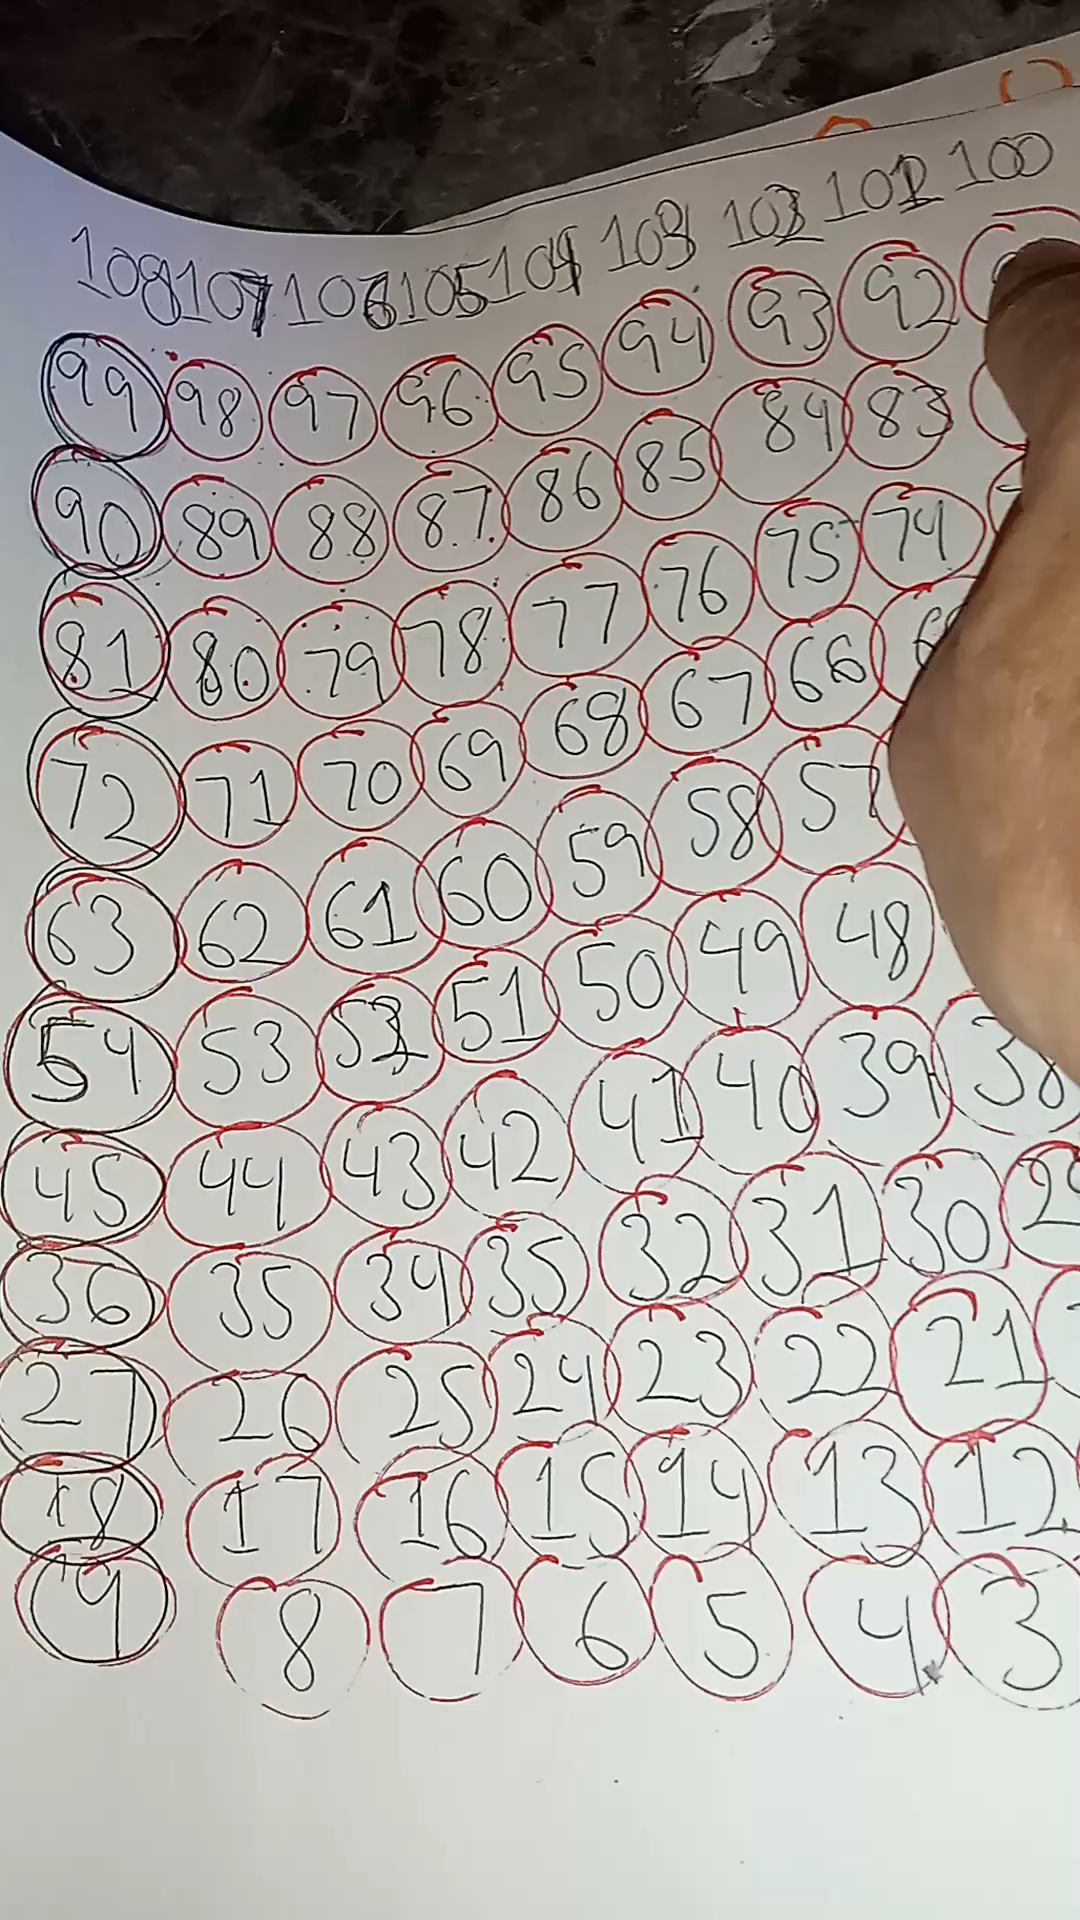 108 107 106 105 104 103 102 101 100
99 98 97 96 95 94 93 92
90 89 88 87 86 85 84 83
81 80 79 78 77 76 75 74
72 71 70 69 68 67 66
63 62 61 60 59 58 57
54 53 52 51 50 49 48
45 44 43 42 41 40 39 38
36 35 34 35 32 31 30
27 26 25 24 23 22 21
18 17 16 15 14 13 12
9 8 7 6 5 4 3